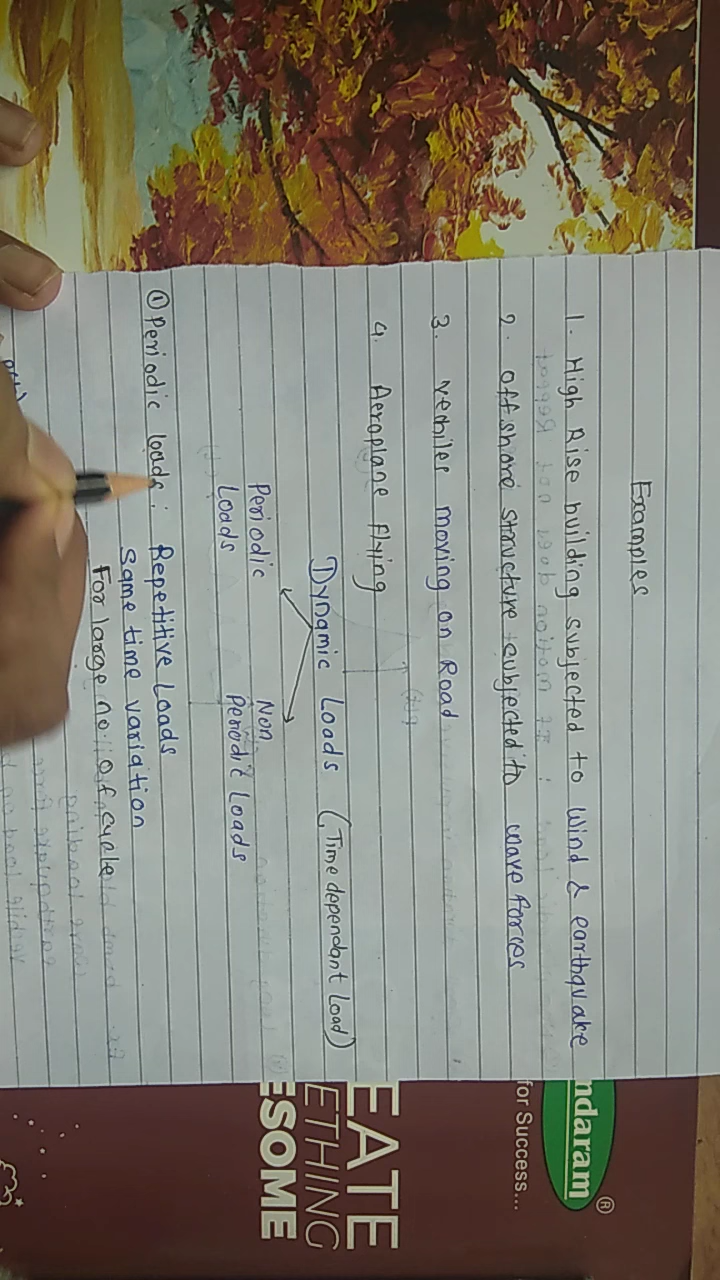 Examples
1. High Rise building subjected to wind & earthquake
2. offshore structure subjected to wave forces
3. vechiles moving on Road
4. Aeroplane flying
Dynamic Loads (Time dependant Load)
Periodic Loads
Non Periodic Loads
① Periodic loads : Repetitive Loads
same time variation
For large no. of cycle
ndaram®
for Success...
EATE
ETHING
ESOME